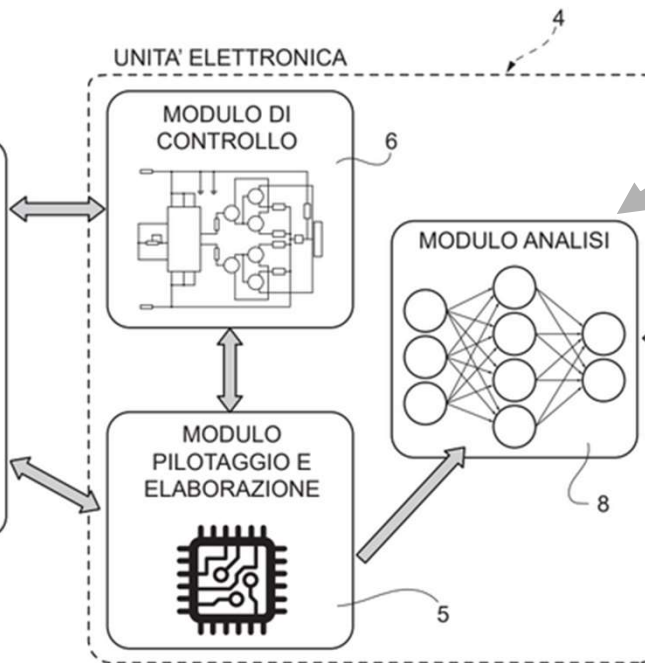 4
UNITA' ELETTRONICA
MODULO DI
CONTROLLO
6
MODULO ANALISI
8
MODULO
PILOTAGGIO E
ELABORAZIONE
5